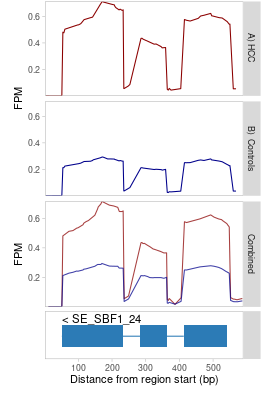 0.6
0.4
0.2
A) HCC
FPM
0.6
0.4
0.2
B) Controls
0.6
0.4
0.2
Combined
FPM
< SE_SBF1_24
100 200 300 400 500
Distance from region start (bp)